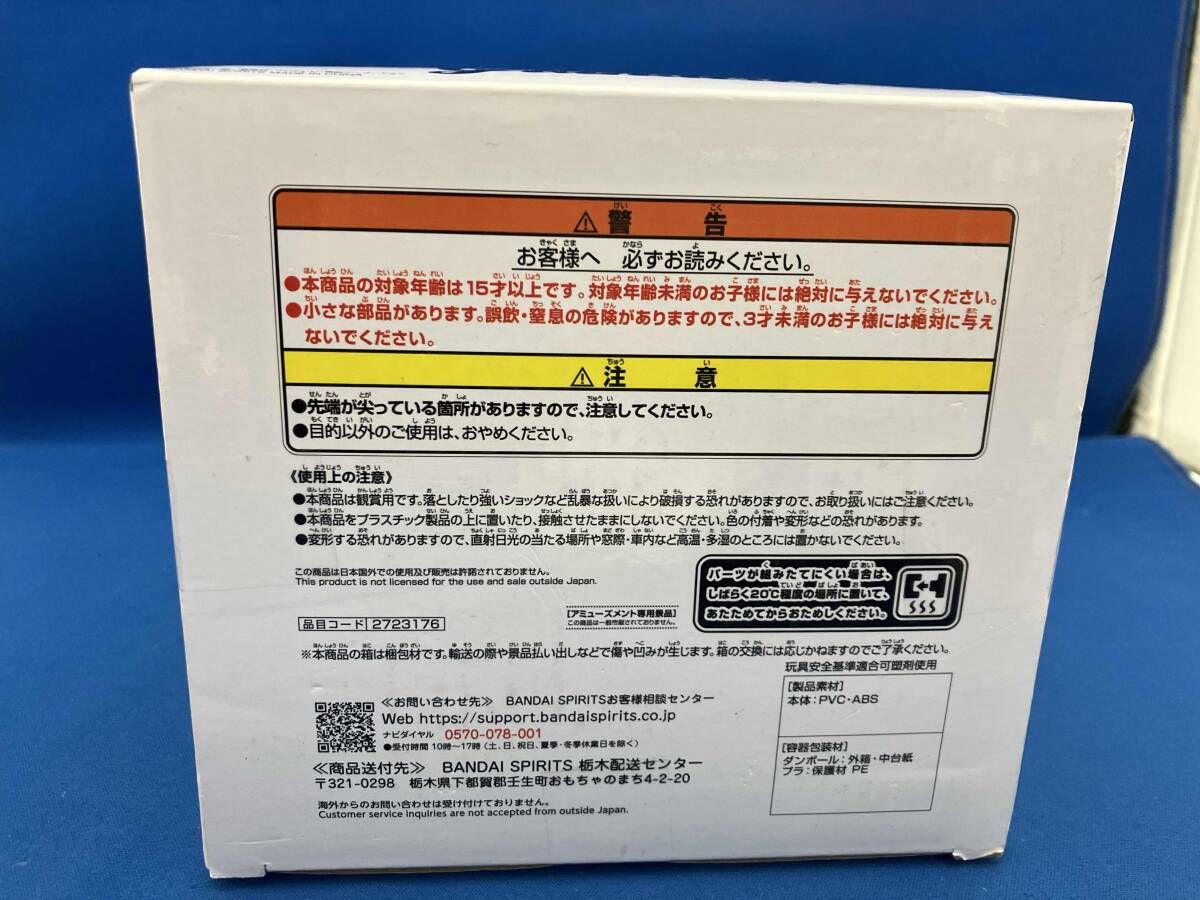 ⚠警告
お客様へ 必ずお読みください。
●本商品の対象年齢は15才以上です。対象年齢未満のお子様には絶対に与えないでください。
●小さな部品があります。誤飲・窒息の危険がありますので、3才未満のお子様には絶対に与え
ないでください。
⚠注意
●先端が尖っている箇所がありますので、注意してください。
●目的以外のご使用は、おやめください。
《使用上の注意》
●本商品は観賞用です。落としたり強いショックなど乱暴な扱いにより破損する恐れがありますので、お取り扱いにはご注意ください。
●本商品をプラスチック製品の上に置いたり、接触させたままにしないでください。色の付着や変形などの恐れがあります。
●変形する恐れがありますので、直射日光の当たる場所や窓際・車内など高温・多湿のところには置かないでください。
この商品は日本国外での使用及び販売は許諾されておりません。
This product is not licensed for the use and sale outside Japan.
パーツが組みたてにくい場合は、
しばらく20℃程度の場所に置いて、
あたためてからおためしください。
[アミューズメント専用景品]
この商品は一般市販されておりません。
品目コード 2723176
※本商品の箱は梱包材です。輸送の際や景品払い出しなどで傷や凹みが生じます。箱の交換には応じかねますのでご了承ください。
玩具安全基準適合可塑剤使用
[製品素材]
本体：PVC・ABS
[容器包装材]
ダンボール：外箱・中台紙
プラ：保護材 PE
≪お問い合わせ先≫ BANDAI SPIRITSお客様相談センター
Web https://support.bandaispirits.co.jp
ナビダイヤル 0570-078-001
●受付時間 10時～17時（土、日、祝日、夏季・冬季休業日を除く）
≪商品送付先≫ BANDAI SPIRITS 栃木配送センター
〒321-0298 栃木県下都賀郡壬生町おもちゃのまち4-2-20
海外からのお問い合わせは受け付けておりません。
Customer service inquiries are not accepted from outside Japan.